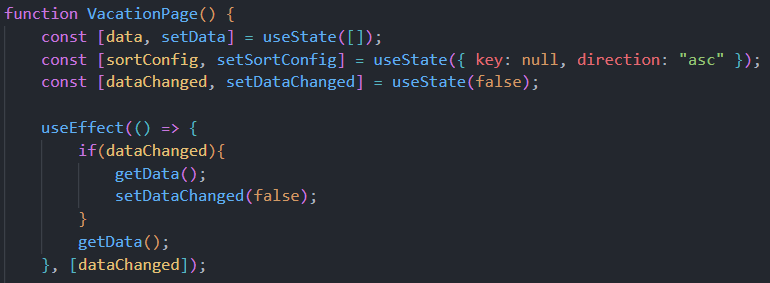 function VacationPage() {
    const [data, setData] = useState([]);
    const [sortConfig, setSortConfig] = useState({ key: null, direction: "asc" });
    const [dataChanged, setDataChanged] = useState(false);

    useEffect(() => {
        if(dataChanged){
            getData();
            setDataChanged(false);
        }
        getData();
    }, [dataChanged]);